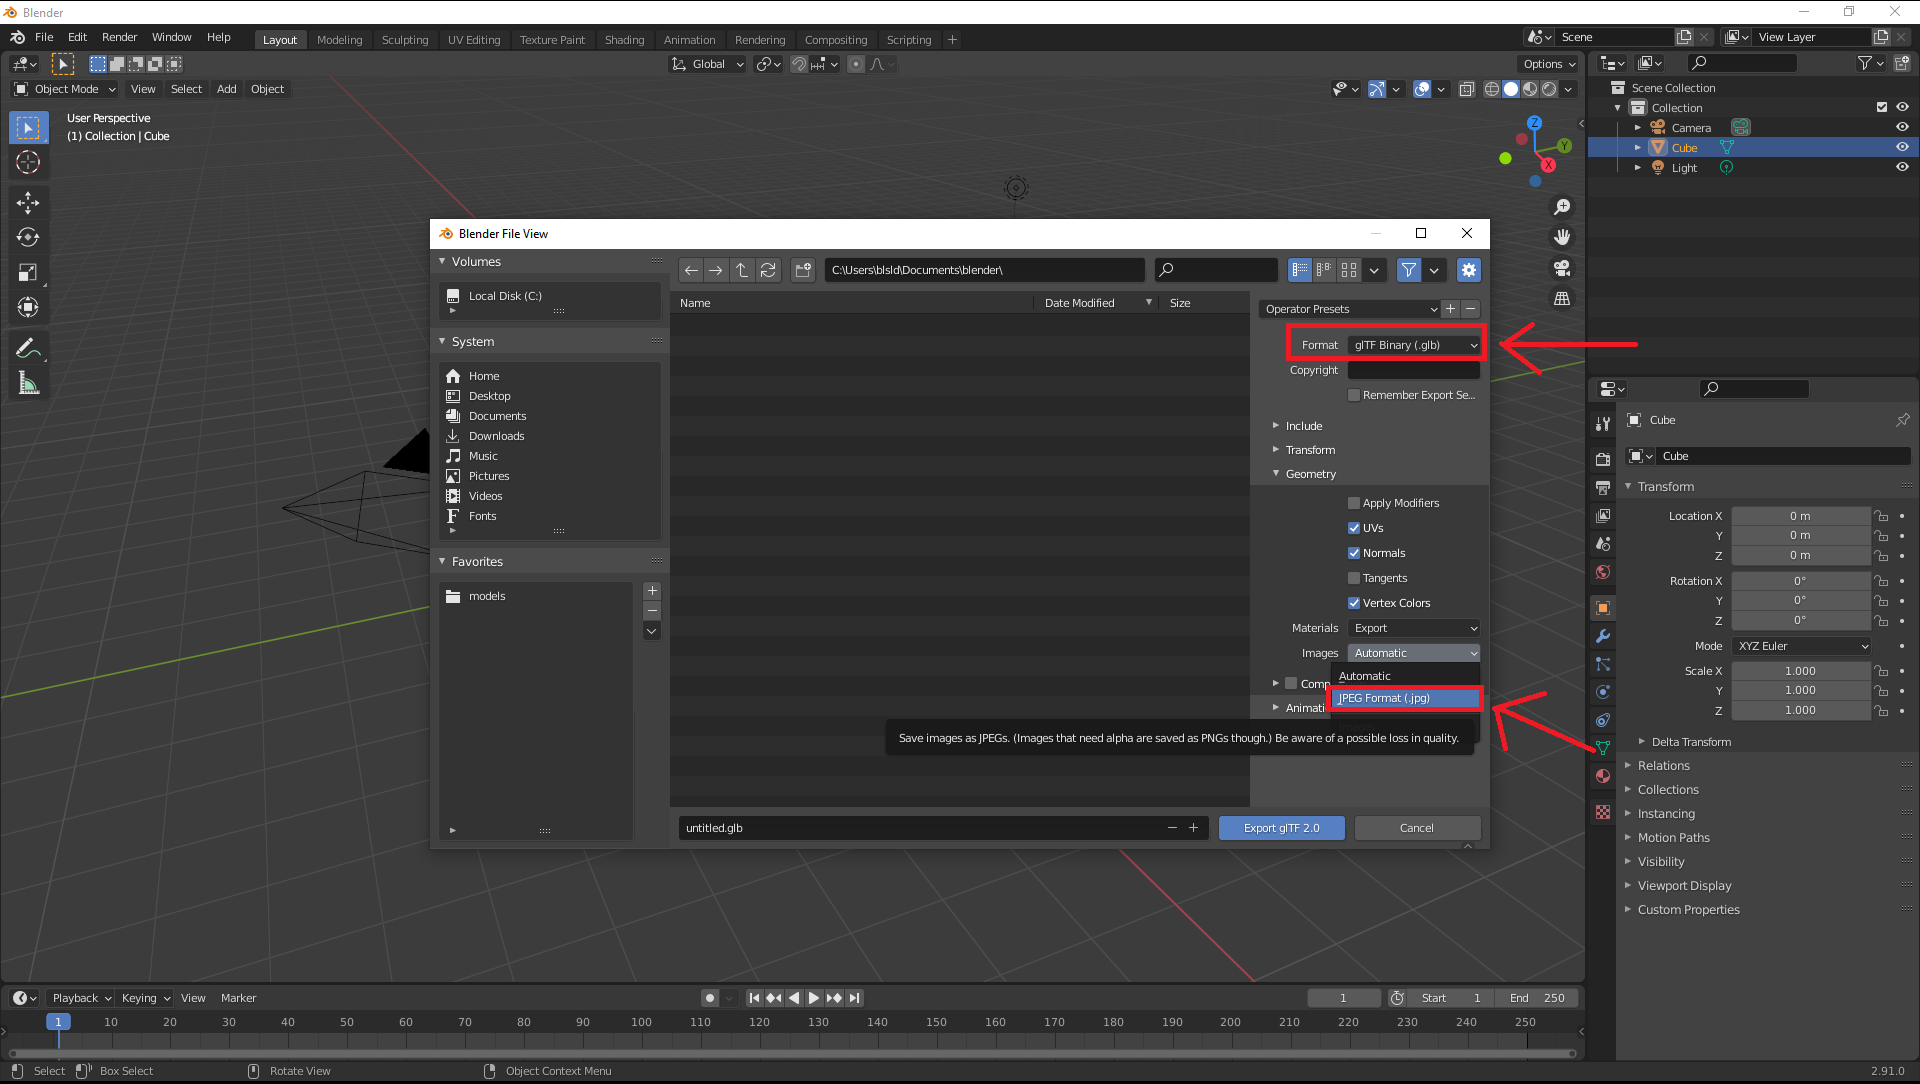 Blender
File Edit Render Window Help
Layout Modeling Sculpting UV Editing Texture Paint Shading Animation Rendering Compositing Scripting +
Scene
View Layer
Global
Options
Object Mode View Select Add Object
User Perspective
(1) Collection | Cube
Z
Y
X
Scene Collection
Collection
Camera
Cube
Light
Blender File View
Volumes
Local Disk (C:)
System
Home
Desktop
Documents
Downloads
Music
Pictures
Videos
Fonts
Favorites
models
C:\Users\blsld\Documents\blender\
Name Date Modified Size
Operator Presets
Format glTF Binary (.glb)
Copyright
Remember Export Se...
Include
Transform
Geometry
Apply Modifiers
UVs
Normals
Tangents
Vertex Colors
Materials Export
Images Automatic
Automatic
Comp
JPEG Format (.jpg)
Animati
Save images as JPEGs. (Images that need alpha are saved as PNGs though.) Be aware of a possible loss in quality.
untitled.glb
Export glTF 2.0
Cancel
Cube
Cube
Transform
Location X 0 m
Y 0 m
Z 0 m
Rotation X 0°
Y 0°
Z 0°
Mode XYZ Euler
Scale X 1.000
Y 1.000
Z 1.000
Delta Transform
Relations
Collections
Instancing
Motion Paths
Visibility
Viewport Display
Custom Properties
Playback Keying View Marker
1
Start 1
End 250
1 10 20 30 40 50 60 70 80 90 100 110 120 130 140 150 160 170 180 190 200 210 220 230 240 250
Select Box Select Rotate View Object Context Menu 2.91.0